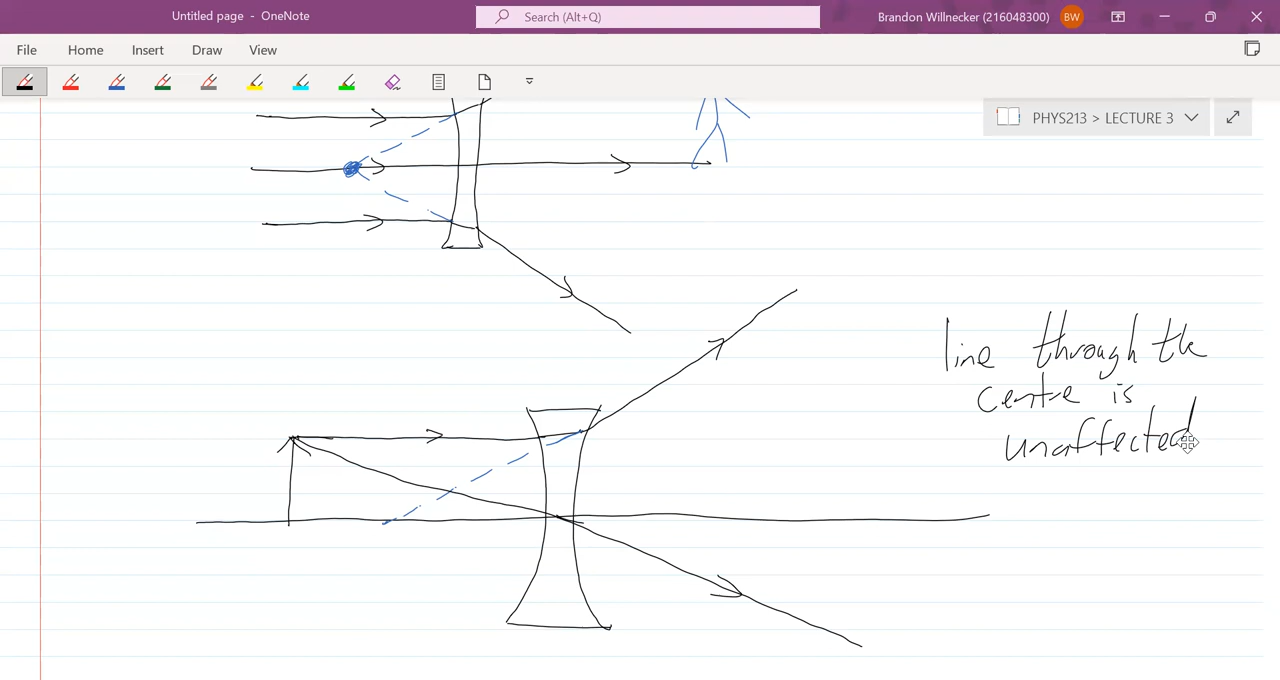 Untitled page - OneNote
Search (Alt+Q)
Brandon Willnecker (216048300)
BW
File
Home
Insert
Draw
View
PHYS213 > LECTURE 3
line through the
centre is
unaffected